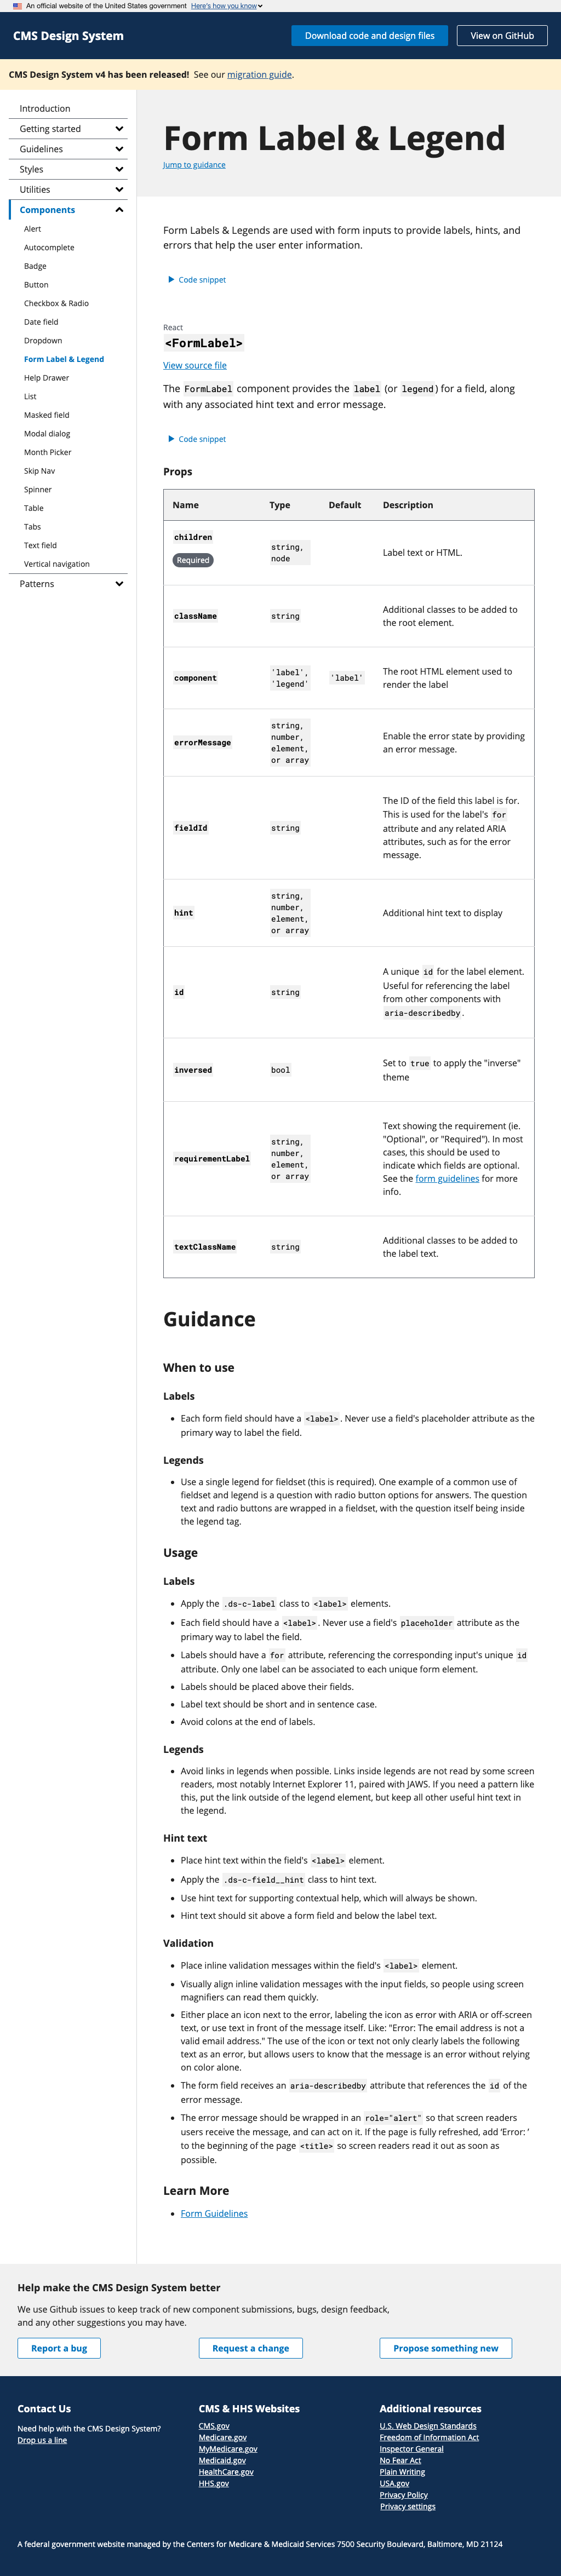 An official website of the United States government Here's how you know
CMS Design System
Download code and design files
View on GitHub
CMS Design System v4 has been released! See our migration guide.
Introduction
Getting started
Guidelines
Styles
Utilities
Components
Alert
Autocomplete
Badge
Button
Checkbox & Radio
Date field
Dropdown
Form Label & Legend
Help Drawer
List
Masked field
Modal dialog
Month Picker
Skip Nav
Spinner
Table
Tabs
Text field
Vertical navigation
Patterns
Form Label & Legend
Jump to guidance
Form Labels & Legends are used with form inputs to provide labels, hints, and
errors that help the user enter information.
Code snippet
React
<FormLabel>
View source file
The FormLabel component provides the label (or legend) for a field, along
with any associated hint text and error message.
Code snippet
Props
Name Type Default Description
children
Required
string,
node
Label text or HTML.
className
string
Additional classes to be added to
the root element.
component
'label',
'legend'
'label'
The root HTML element used to
render the label
errorMessage
string,
number,
element,
or array
Enable the error state by providing
an error message.
fieldId
string
The ID of the field this label is for.
This is used for the label's for
attribute and any related ARIA
attributes, such as for the error
message.
hint
string,
number,
element,
or array
Additional hint text to display
id
string
A unique id for the label element.
Useful for referencing the label
from other components with
aria-describedby.
inversed
bool
Set to true to apply the "inverse"
theme
requirementLabel
string,
number,
element,
or array
Text showing the requirement (ie.
"Optional", or "Required"). In most
cases, this should be used to
indicate which fields are optional.
See the form guidelines for more
info.
textClassName
string
Additional classes to be added to
the label text.
Guidance
When to use
Labels
• Each form field should have a <label>. Never use a field's placeholder attribute as the
primary way to label the field.
Legends
• Use a single legend for fieldset (this is required). One example of a common use of
fieldset and legend is a question with radio button options for answers. The question
text and radio buttons are wrapped in a fieldset, with the question itself being inside
the legend tag.
Usage
Labels
• Apply the .ds-c-label class to <label> elements.
• Each field should have a <label>. Never use a field's placeholder attribute as the
primary way to label the field.
• Labels should have a for attribute, referencing the corresponding input's unique id
attribute. Only one label can be associated to each unique form element.
• Labels should be placed above their fields.
• Label text should be short and in sentence case.
• Avoid colons at the end of labels.
Legends
• Avoid links in legends when possible. Links inside legends are not read by some screen
readers, most notably Internet Explorer 11, paired with JAWS. If you need a pattern like
this, put the link outside of the legend element, but keep all other useful hint text in
the legend.
Hint text
• Place hint text within the field's <label> element.
• Apply the .ds-c-field__hint class to hint text.
• Use hint text for supporting contextual help, which will always be shown.
• Hint text should sit above a form field and below the label text.
Validation
• Place inline validation messages within the field's <label> element.
• Visually align inline validation messages with the input fields, so people using screen
magnifiers can read them quickly.
• Either place an icon next to the error, labeling the icon as error with ARIA or off-screen
text, or use text in front of the message itself. Like: "Error: The email address is not a
valid email address." The use of the icon or text not only clearly labels the following
text as an error, but allows users to know that the message is an error without relying
on color alone.
• The form field receives an aria-describedby attribute that references the id of the
error message.
• The error message should be wrapped in an role="alert" so that screen readers
users receive the message, and can act on it. If the page is fully refreshed, add ‘Error: ’
to the beginning of the page <title> so screen readers read it out as soon as
possible.
Learn More
• Form Guidelines
Help make the CMS Design System better
We use Github issues to keep track of new component submissions, bugs, design feedback,
and any other suggestions you may have.
Report a bug
Request a change
Propose something new
Contact Us
Need help with the CMS Design System?
Drop us a line
CMS & HHS Websites
CMS.gov
Medicare.gov
MyMedicare.gov
Medicaid.gov
HealthCare.gov
HHS.gov
Additional resources
U.S. Web Design Standards
Freedom of Information Act
Inspector General
No Fear Act
Plain Writing
USA.gov
Privacy Policy
Privacy settings
A federal government website managed by the Centers for Medicare & Medicaid Services 7500 Security Boulevard, Baltimore, MD 21124